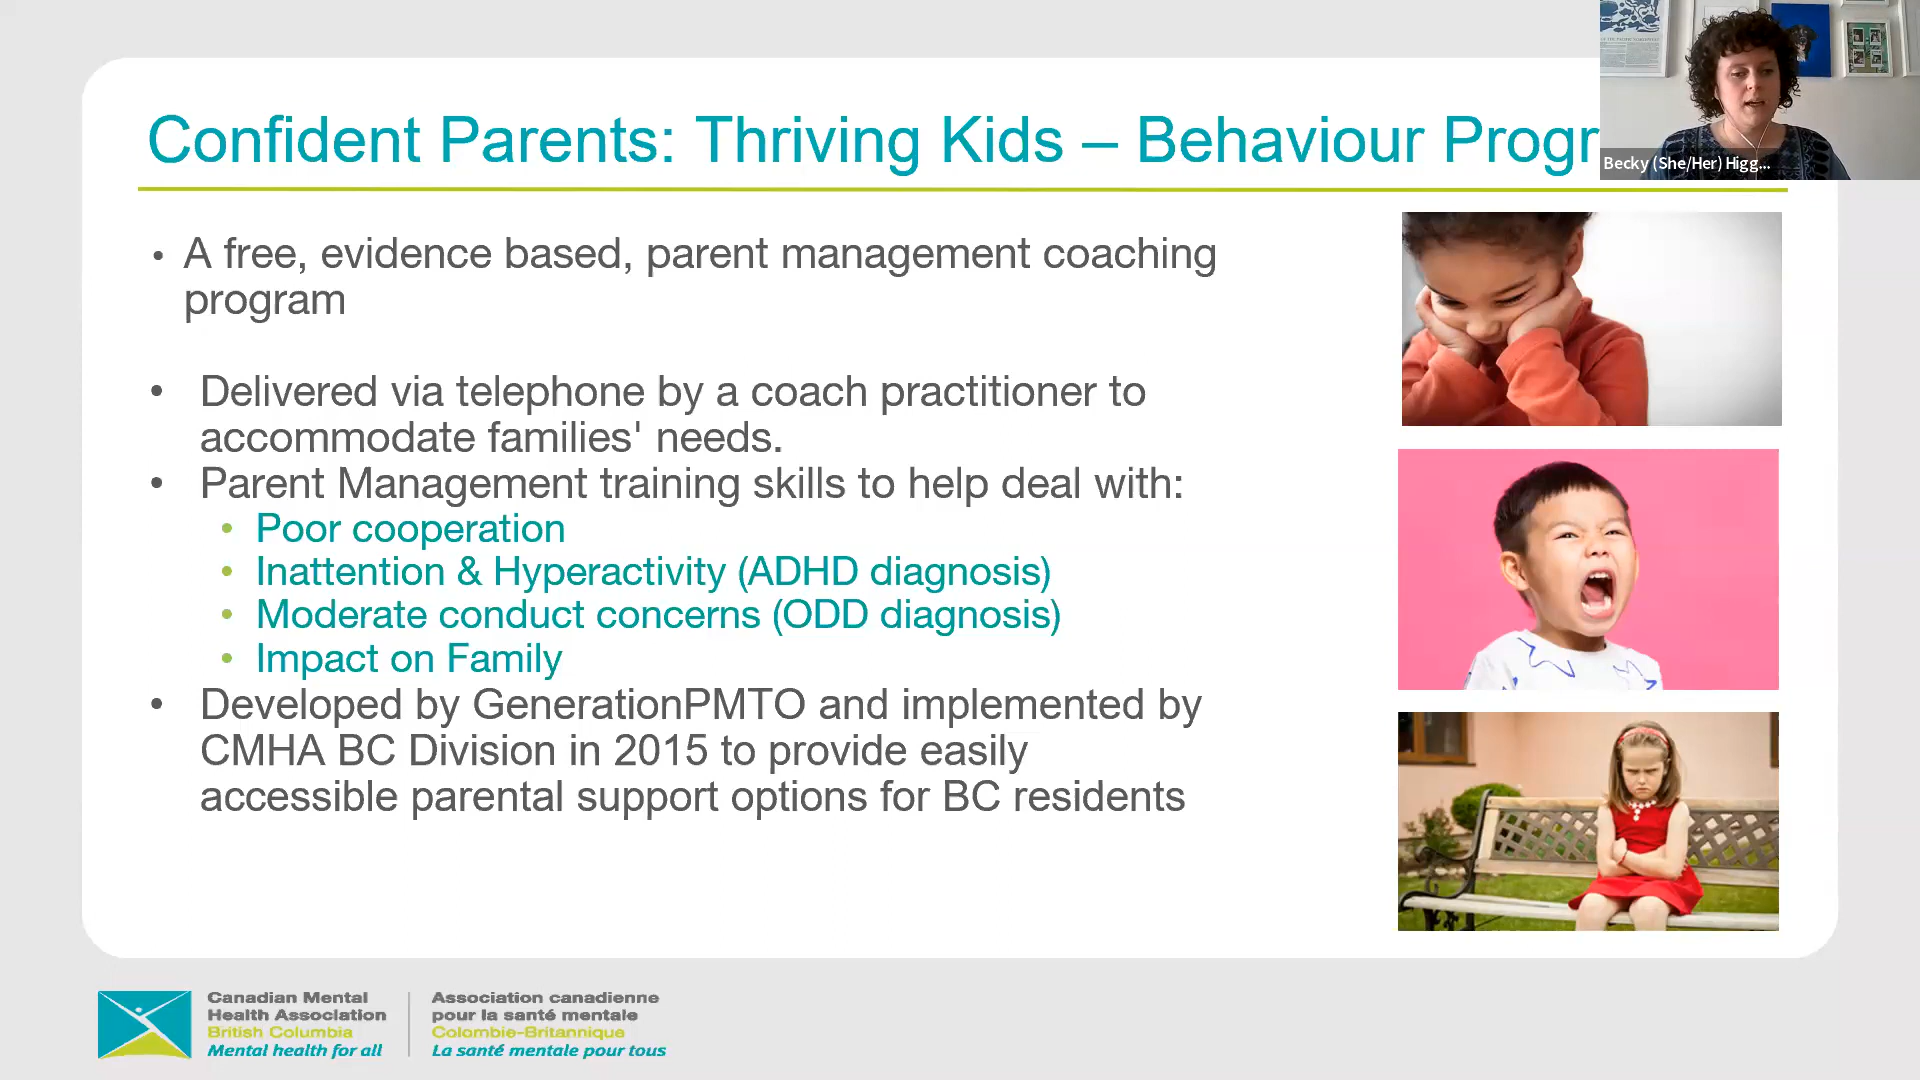 Confident Parents: Thriving Kids – Behaviour Progr
Becky (She/Her) Higg...
• A free, evidence based, parent management coaching
program
• Delivered via telephone by a coach practitioner to
accommodate families' needs.
• Parent Management training skills to help deal with:
• Poor cooperation
• Inattention & Hyperactivity (ADHD diagnosis)
• Moderate conduct concerns (ODD diagnosis)
• Impact on Family
• Developed by GenerationPMTO and implemented by
CMHA BC Division in 2015 to provide easily
accessible parental support options for BC residents
Canadian Mental
Health Association
British Columbia
Mental health for all
Association canadienne
pour la santé mentale
Colombie-Britannique
La santé mentale pour tous